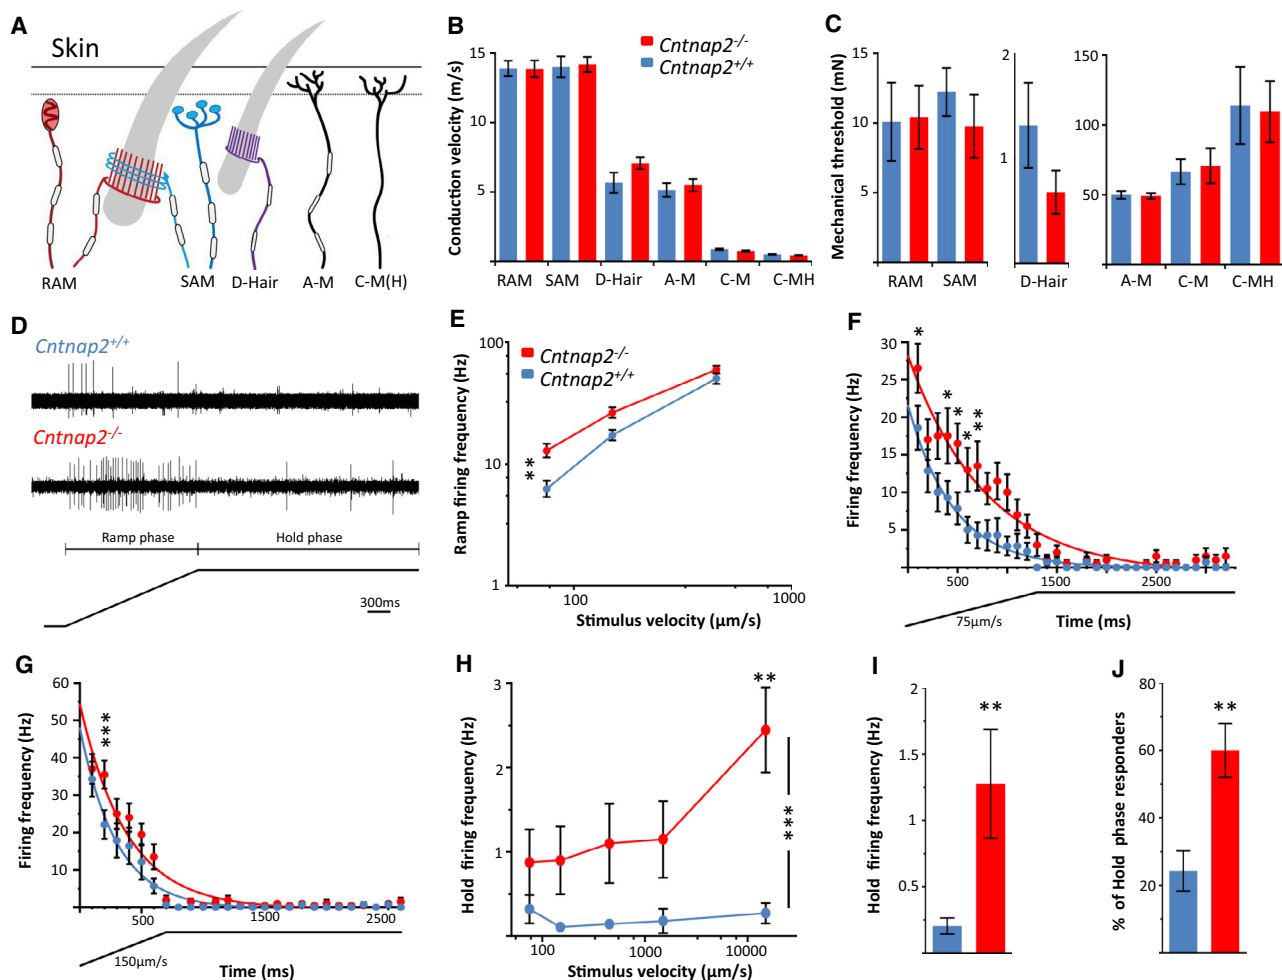 A
Skin
RAM
SAM
D-Hair
A-M
C-M(H)
B
Cntnap2-/-
Cntnap2+/+
Conduction velocity (m/s)
15
10
5
RAM SAM D-Hair A-M C-M C-MH
C
Mechanical threshold (mN)
15
10
5
RAM SAM
2
1
D-Hair
150
100
50
A-M C-M C-MH
D
Cntnap2+/+
Cntnap2-/-
Ramp phase
Hold phase
300ms
E
Cntnap2-/-
Cntnap2+/+
Ramp firing frequency (Hz)
100
10
1
**
100 1000
Stimulus velocity (µm/s)
F
Firing frequency (Hz)
30
25
20
15
10
5
*
*
*
*
**
500 1500 2500
75µm/s
Time (ms)
G
Firing frequency (Hz)
60
50
40
30
20
10
***
500 1500 2500
150µm/s
Time (ms)
H
Hold firing frequency (Hz)
3
2
1
**
***
100 1000 10000
Stimulus velocity (µm/s)
I
Hold firing frequency (Hz)
2
1.5
1
0.5
**
J
% of Hold phase responders
80
60
40
20
**